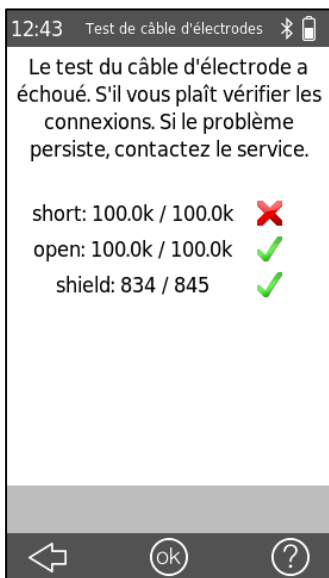 12:43 Test de câble d'électrodes
Le test du câble d'électrode a
échoué. S'il vous plaît vérifier les
connexions. Si le problème
persiste, contactez le service.
short: 100.0k / 100.0k
open: 100.0k / 100.0k
shield: 834 / 845
ok ?